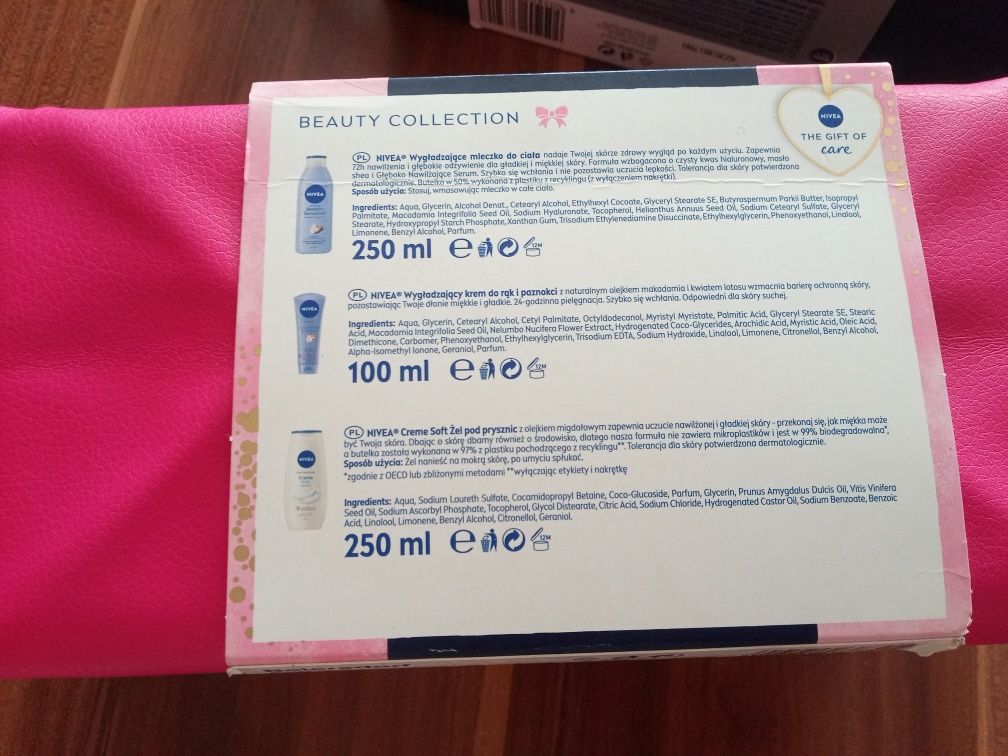 BEAUTY COLLECTION
NIVEA
THE GIFT OF
care
PL NIVEA® Wygładzające mleczko do ciała nadaje Twojej skórze zdrowy wygląd po każdym użyciu. Zapewnia
72h nawilżenia i głębokie odżywienie dla gładkiej i miękkiej skóry. Formuła wzbogacona o czysty kwas hialuronowy, masło
shea i Głęboko Nawilżające Serum. Szybko się wchłania i nie pozostawia uczucia lepkości. Tolerancja dla skóry potwierdzona
dermatologicznie. Butelka w 50% wykonana z plastiku z recyklingu (z wyłączeniem nakrętki).
Sposób użycia: Stosuj, wmasowując mleczko w całe ciało.
Ingredients: Aqua, Glycerin, Alcohol Denat., Cetearyl Alcohol, Ethylhexyl Cocoate, Glyceryl Stearate SE, Butyrospermum Parkii Butter, Isopropyl
Palmitate, Macadamia Integrifolia Seed Oil, Sodium Hyaluronate, Tocopherol, Helianthus Annuus Seed Oil, Sodium Cetearyl Sulfate, Glyceryl
Stearate, Hydroxypropyl Starch Phosphate, Xanthan Gum, Trisodium Ethylenediamine Disuccinate, Ethylhexylglycerin, Phenoxyethanol, Linalool,
Limonene, Benzyl Alcohol, Parfum.
NIVEA
250 ml e 12M
PL NIVEA® Wygładzający krem do rąk i paznokci z naturalnym olejkiem makadamia i kwiatem lotosu wzmacnia barierę ochronną skóry,
pozostawiając Twoje dłonie miękkie i gładkie. 24-godzinna pielęgnacja. Szybko się wchłania. Odpowiedni dla skóry suchej.
Ingredients: Aqua, Glycerin, Cetearyl Alcohol, Cetyl Palmitate, Octyldodecanol, Myristyl Myristate, Palmitic Acid, Glyceryl Stearate SE, Stearic
Acid, Macadamia Integrifolia Seed Oil, Nelumbo Nucifera Flower Extract, Hydrogenated Coco-Glycerides, Arachidic Acid, Myristic Acid, Oleic Acid,
Dimethicone, Carbomer, Phenoxyethanol, Ethylhexylglycerin, Trisodium EDTA, Sodium Hydroxide, Linalool, Limonene, Citronellol, Benzyl Alcohol,
Alpha-Isomethyl Ionone, Geraniol, Parfum.
NIVEA
100 ml e 12M
PL NIVEA® Creme Soft Żel pod prysznic z olejkiem migdałowym zapewnia uczucie nawilżonej i gładkiej skóry - przekonaj się, jak miękka może
być Twoja skóra. Dbając o skórę dbamy również o środowisko, dlatego nasza formuła nie zawiera mikroplastików i jest w 99% biodegradowalna*,
a butelka została wykonana w 97% z plastiku pochodzącego z recyklingu**. Tolerancja dla skóry potwierdzona dermatologicznie.
Sposób użycia: Żel nanieść na mokrą skórę, po umyciu spłukać.
*zgodnie z OECD lub zbliżonymi metodami **wyłączając etykiety i nakrętkę
Ingredients: Aqua, Sodium Laureth Sulfate, Cocamidopropyl Betaine, Coco-Glucoside, Parfum, Glycerin, Prunus Amygdalus Dulcis Oil, Vitis Vinifera
Seed Oil, Sodium Ascorbyl Phosphate, Tocopherol, Glycol Distearate, Citric Acid, Sodium Chloride, Hydrogenated Castor Oil, Sodium Benzoate, Benzoic
Acid, Linalool, Limonene, Benzyl Alcohol, Citronellol, Geraniol.
NIVEA
Creme
250 ml e 12M